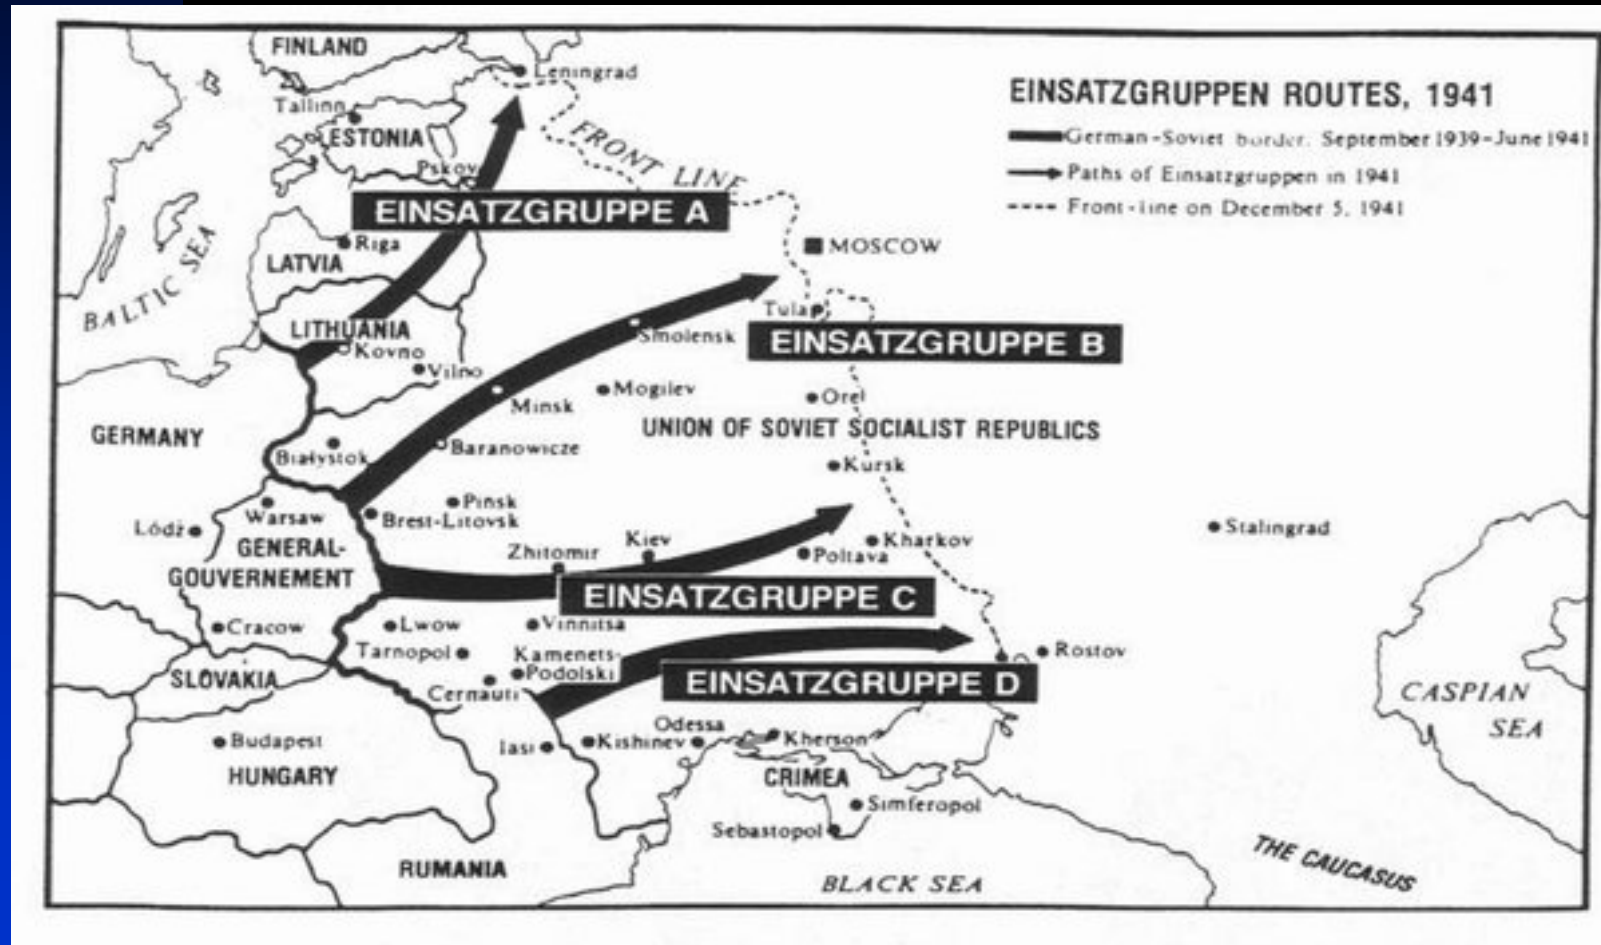 FINLAND
Leningrad
Tallinn
ESTONIA
Pskov
FRONT LINE
EINSATZGRUPPEN ROUTES, 1941
German-Soviet border. September 1939-June 1941
Paths of Einsatzgruppen in 1941
Front-line on December 5, 1941
EINSATZGRUPPE A
Riga
LATVIA
BALTIC SEA
MOSCOW
LITHUANIA
Kovno
Vilno
Tula
Smolensk
EINSATZGRUPPE B
Minsk
Mogilev
Orel
GERMANY
UNION OF SOVIET SOCIALIST REPUBLICS
Białystok
Baranowicze
Kursk
Warsaw
Pinsk
Brest-Litovsk
Łódź
GENERAL-
GOUVERNEMENT
Zhitomir
Kiev
Poltava
Kharkov
Stalingrad
EINSATZGRUPPE C
Cracow
Lwow
Vinnitsa
Tarnopol
Kamenets-
Podolski
Rostov
SLOVAKIA
Cernauti
EINSATZGRUPPE D
CASPIAN
SEA
Budapest
HUNGARY
Iasi
Kishinev
Odessa
Kherson
CRIMEA
Simferopol
Sebastopol
RUMANIA
BLACK SEA
THE CAUCASUS